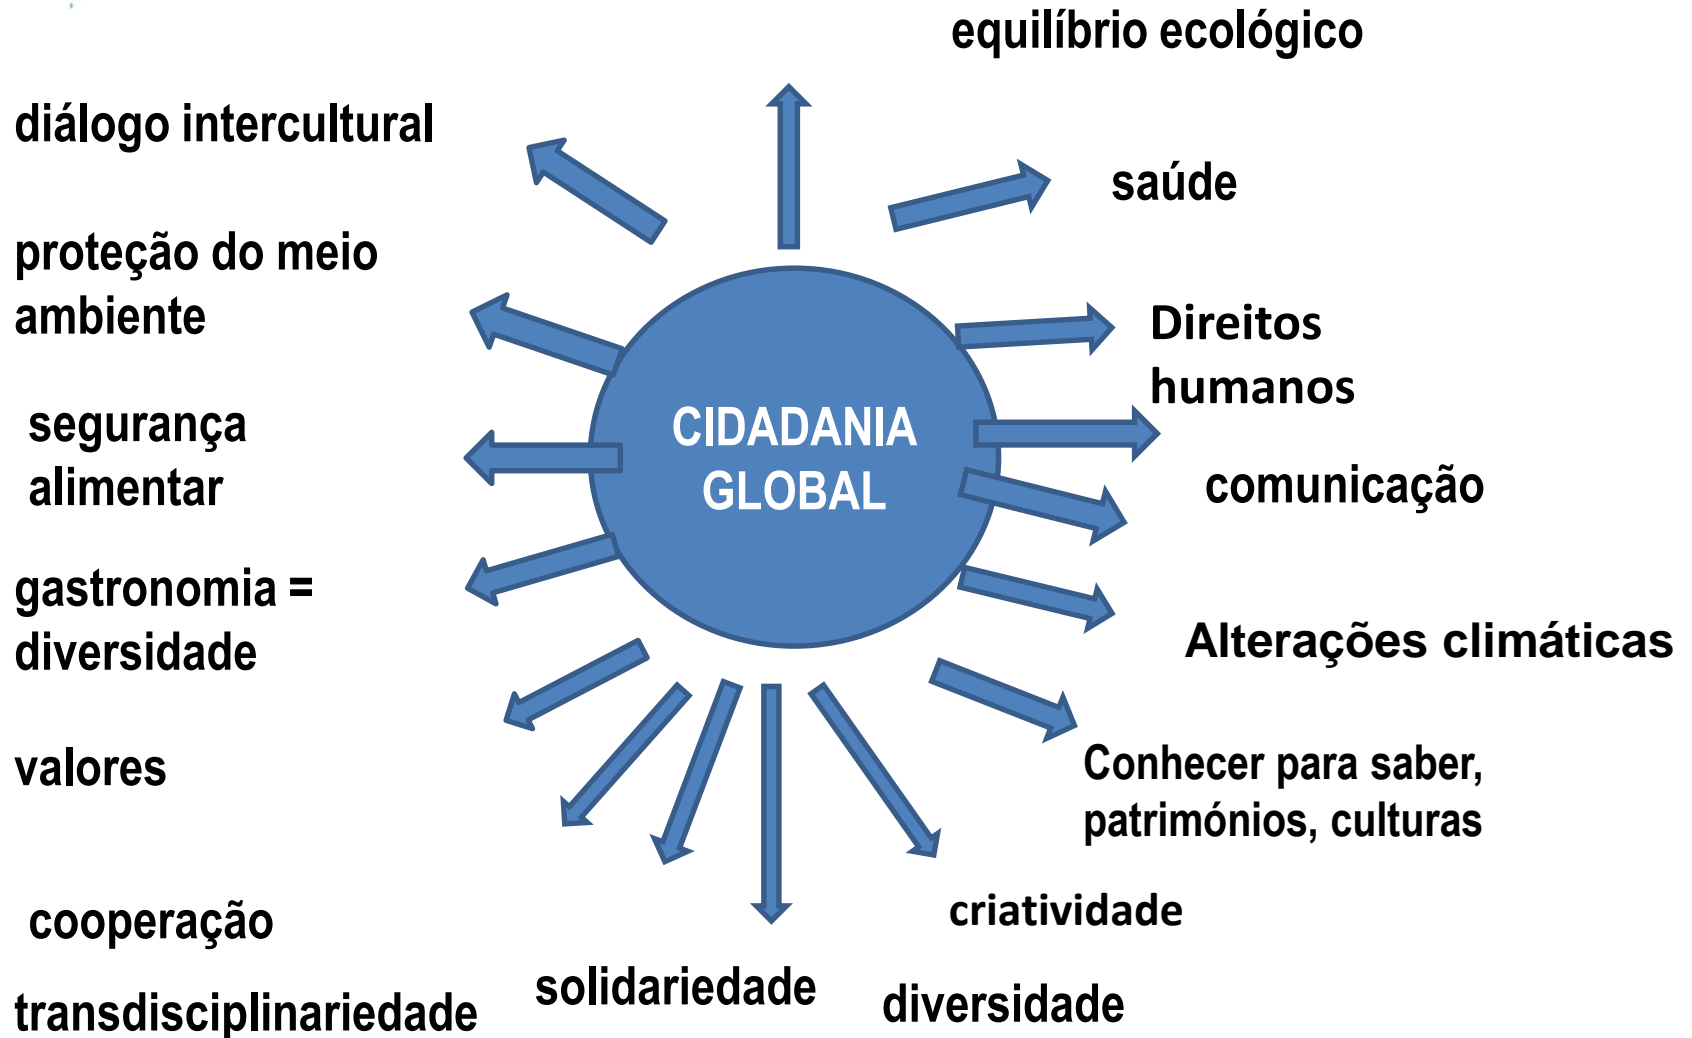 equilíbrio ecológico
diálogo intercultural
saúde
proteção do meio
ambiente
Direitos
humanos
segurança
alimentar
CIDADANIA
GLOBAL
comunicação
gastronomia =
diversidade
Alterações climáticas
valores
Conhecer para saber,
patrimónios, culturas
cooperação
criatividade
transdisciplinariedade
solidariedade
diversidade